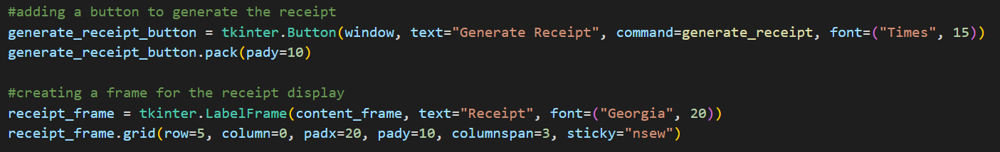 #adding a button to generate the receipt
generate_receipt_button = tkinter.Button(window, text="Generate Receipt", command=generate_receipt, font=("Times", 15))
generate_receipt_button.pack(pady=10)
#creating a frame for the receipt display
receipt_frame = tkinter.LabelFrame(content_frame, text="Receipt", font=("Georgia", 20))
receipt_frame.grid(row=5, column=0, padx=20, pady=10, columnspan=3, sticky="nsew")